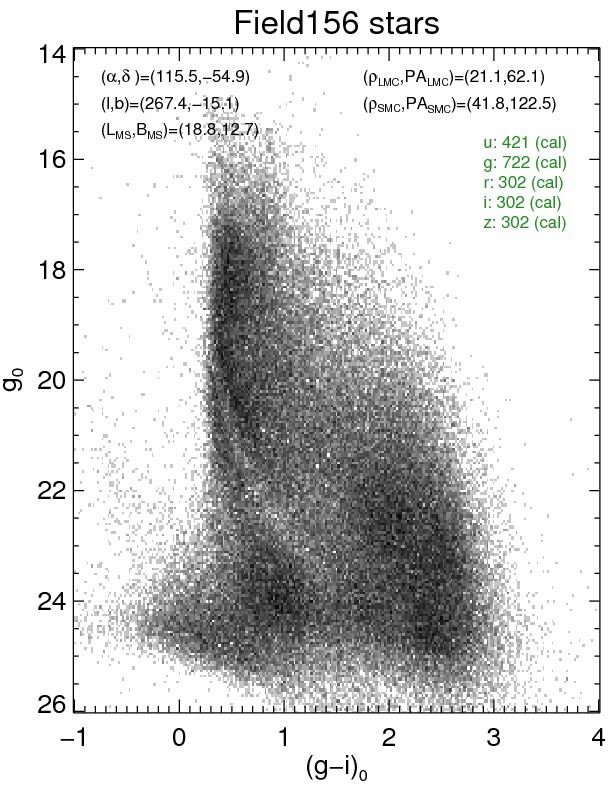 Field156 stars
(α,δ )=(115.5,−54.9)
(l,b)=(267.4,−15.1)
(LMS,BMS)=(18.8,12.7)
(ρLMC,PALMC)=(21.1,62.1)
(ρSMC,PASMC)=(41.8,122.5)
u: 421 (cal)
g: 722 (cal)
r: 302 (cal)
i: 302 (cal)
z: 302 (cal)
14
16
18
20
22
24
26
g0
−1
0
1
2
3
4
(g−i)0